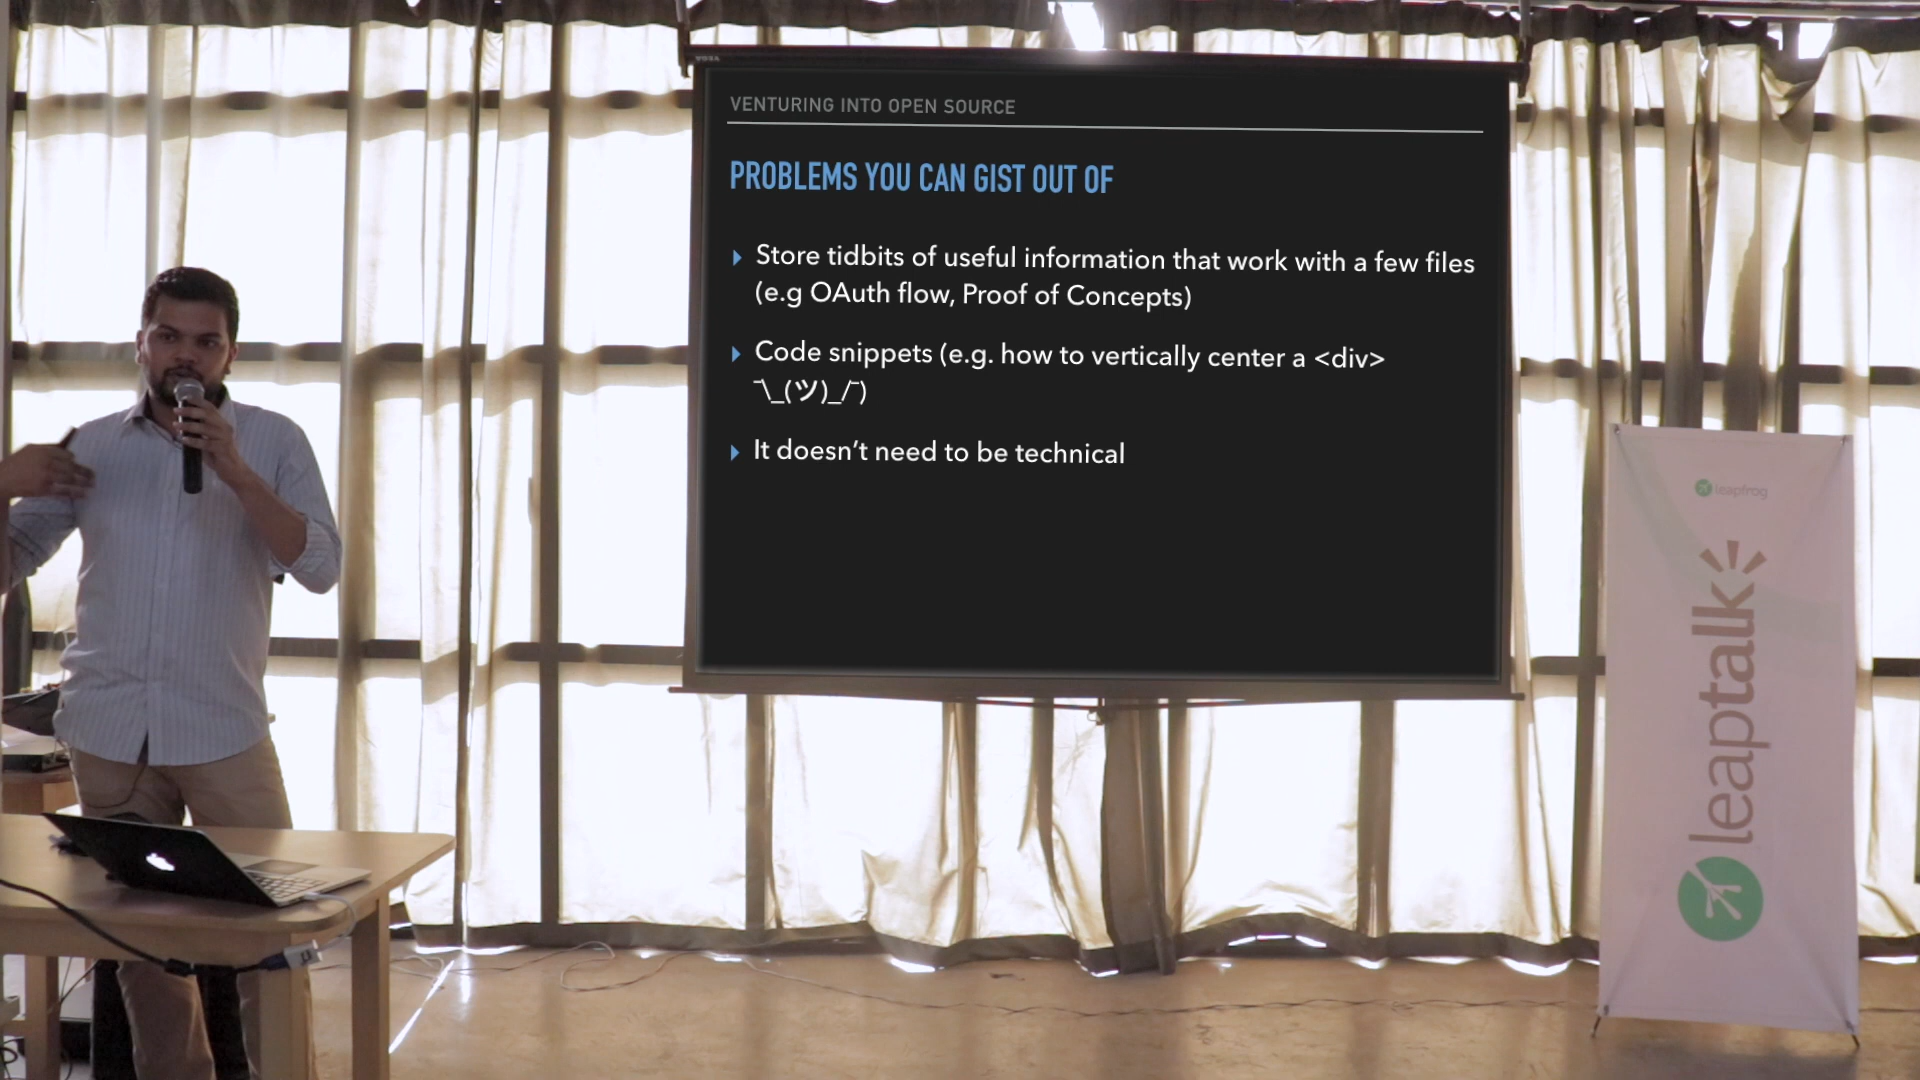 VENTURING INTO OPEN SOURCE
PROBLEMS YOU CAN GIST OUT OF
Store tidbits of useful information that work with a few files
(e.g OAuth flow, Proof of Concepts)
Code snippets (e.g. how to vertically center a <div>
¯\_(ツ)_/¯)
It doesn’t need to be technical
leapfrog
leaptalk